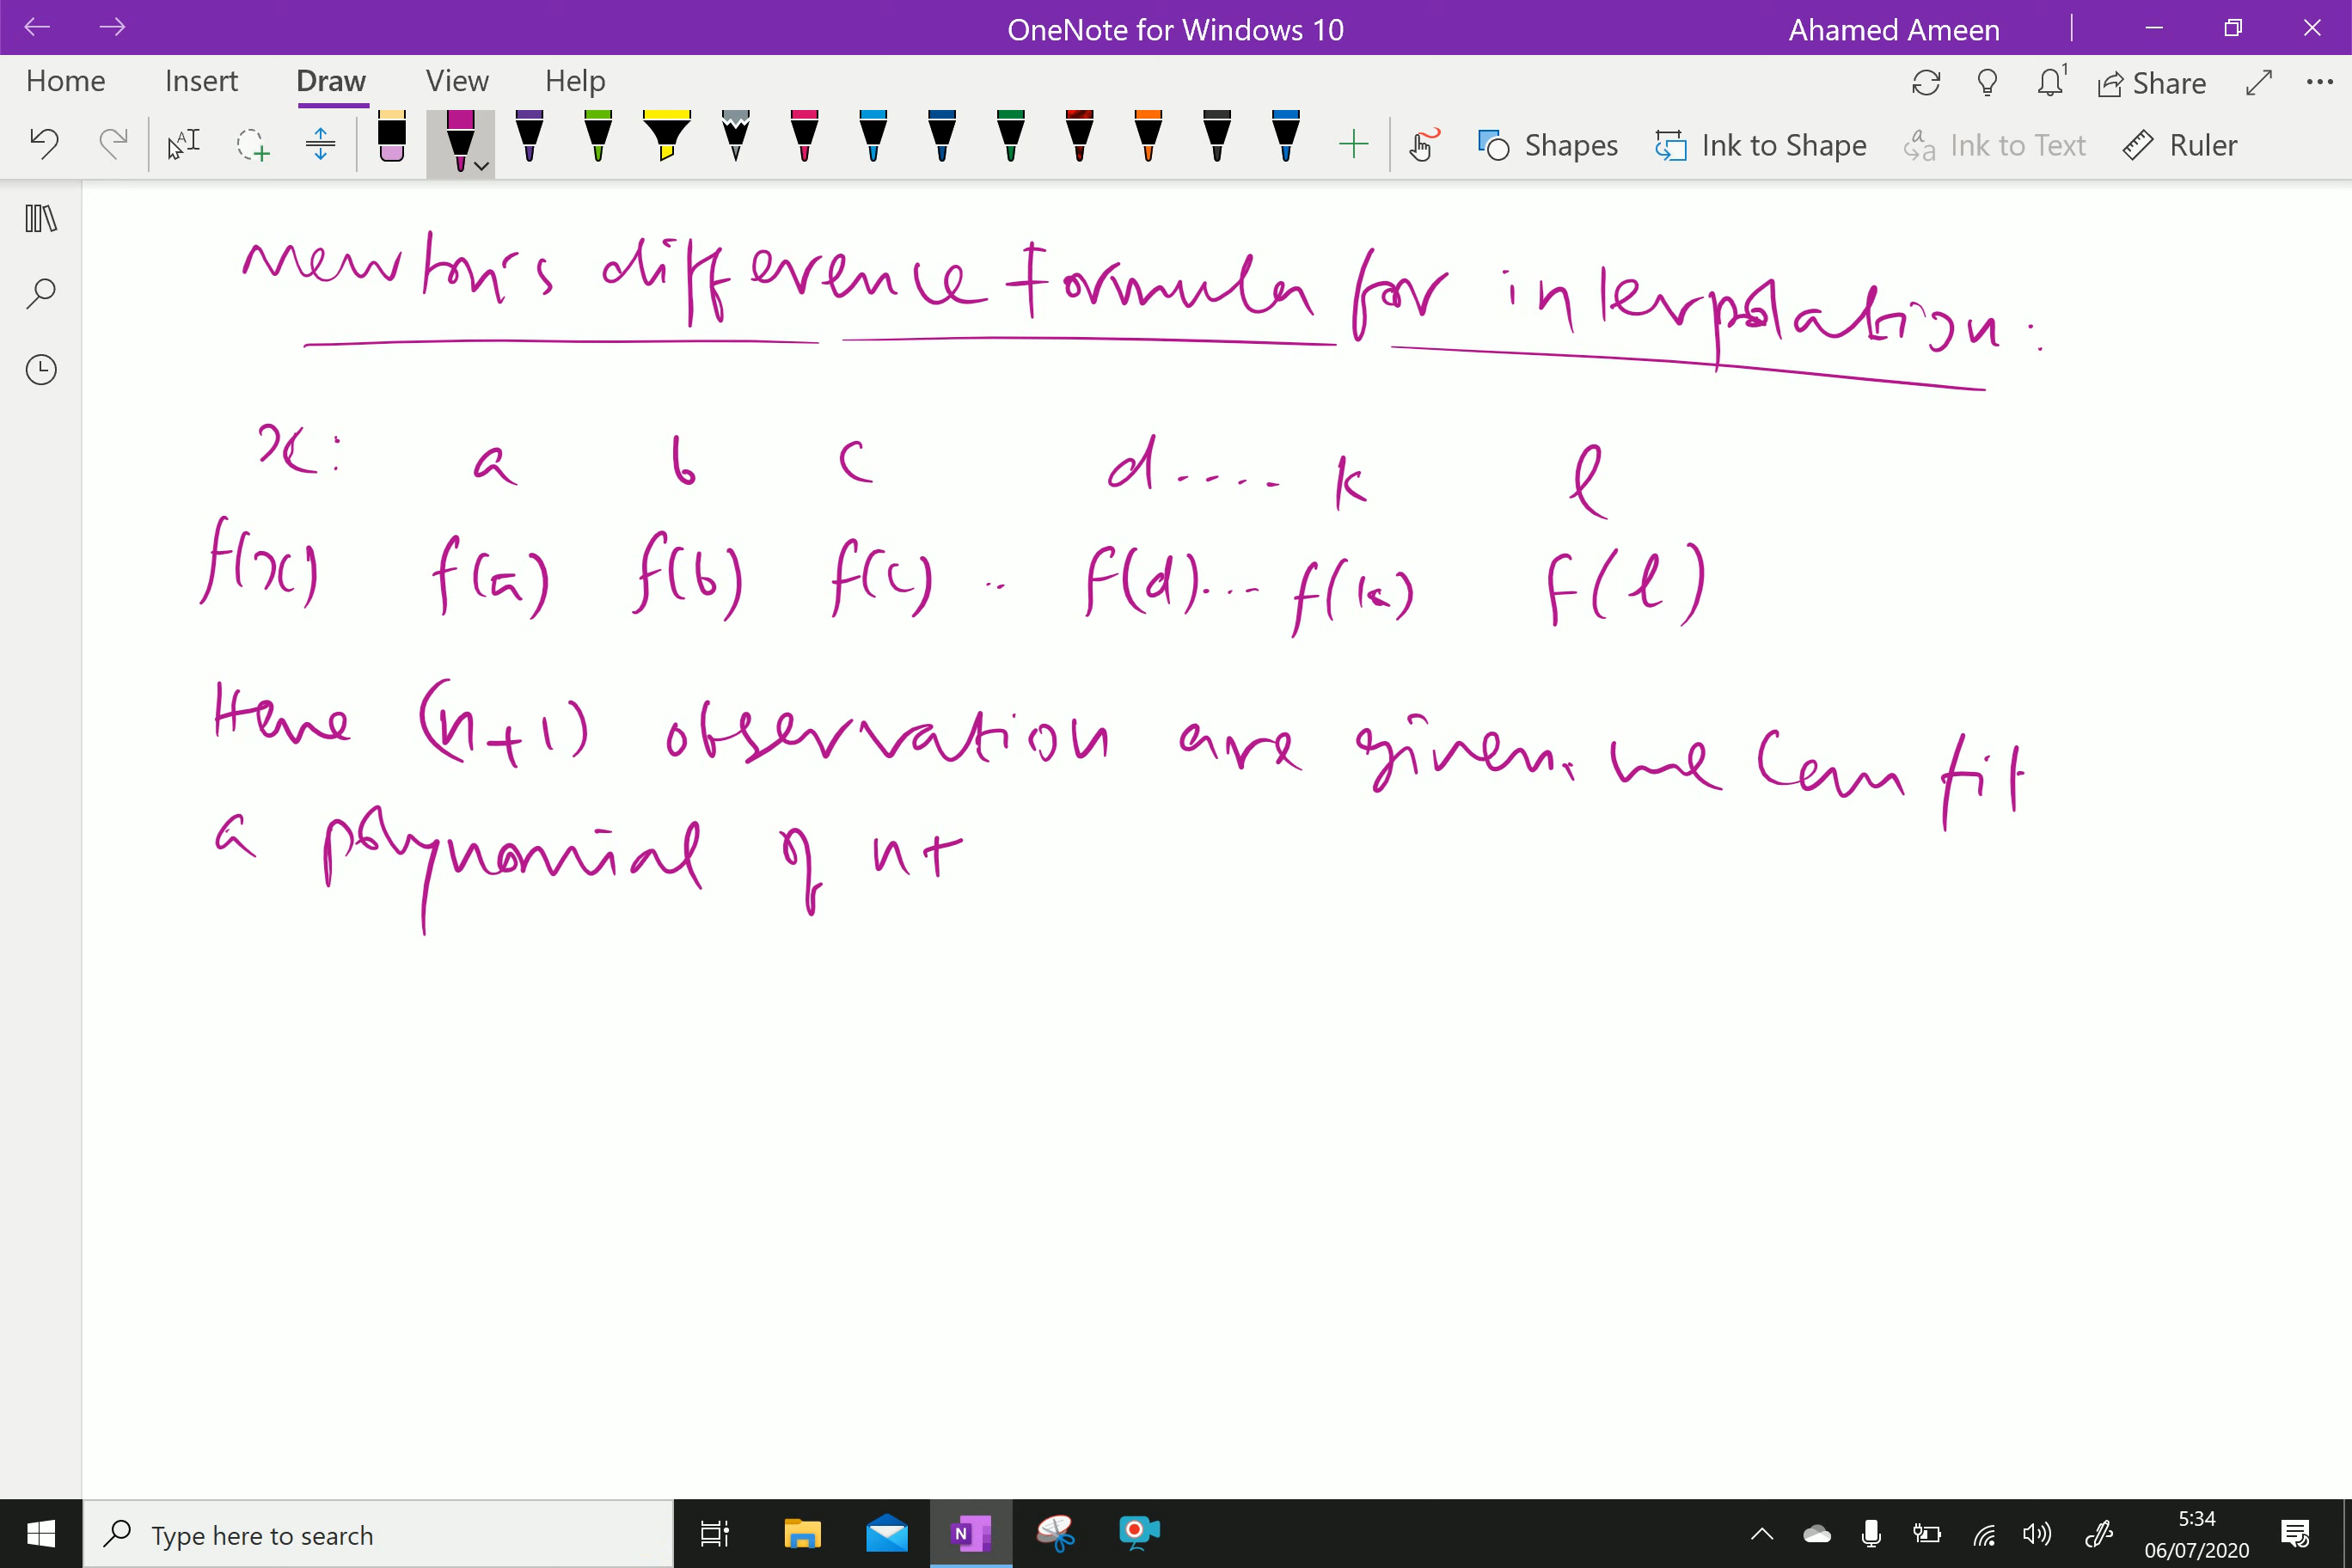 OneNote for Windows 10
Ahamed Ameen
Home Insert Draw View Help
1 Share
Shapes Ink to Shape Ink to Text Ruler
Newton's difference Formula for interpolation:
x: a b c d.... k l
f(x) f(a) f(b) f(c) .. f(d)... f(k) f(l)
Here (n+1) observation are given. we can fit
a polynomial of n+
Type here to search
5:34
06/07/2020